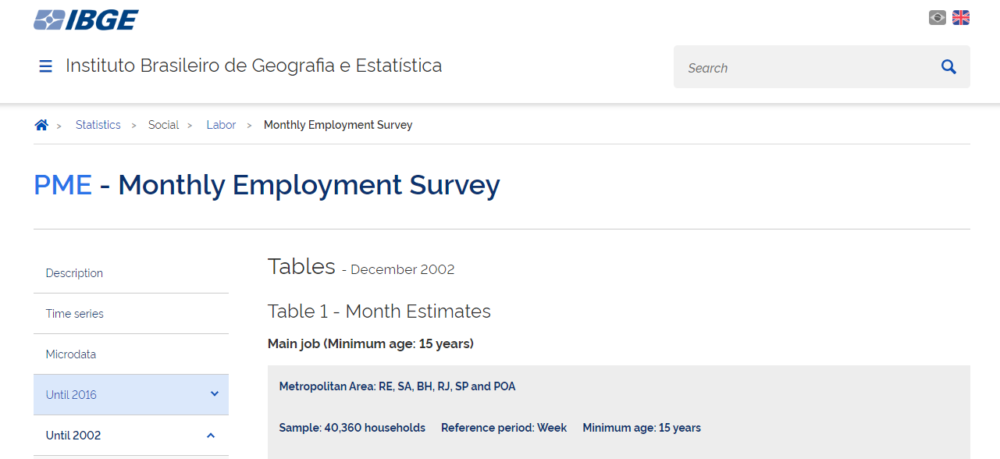 IBGE
Instituto Brasileiro de Geografia e Estatística
Search
> Statistics > Social > Labor > Monthly Employment Survey
PME - Monthly Employment Survey
Description
Time series
Microdata
Until 2016
Until 2002
Tables - December 2002
Table 1 - Month Estimates
Main job (Minimum age: 15 years)
Metropolitan Area: RE, SA, BH, RJ, SP and POA
Sample: 40,360 households Reference period: Week Minimum age: 15 years